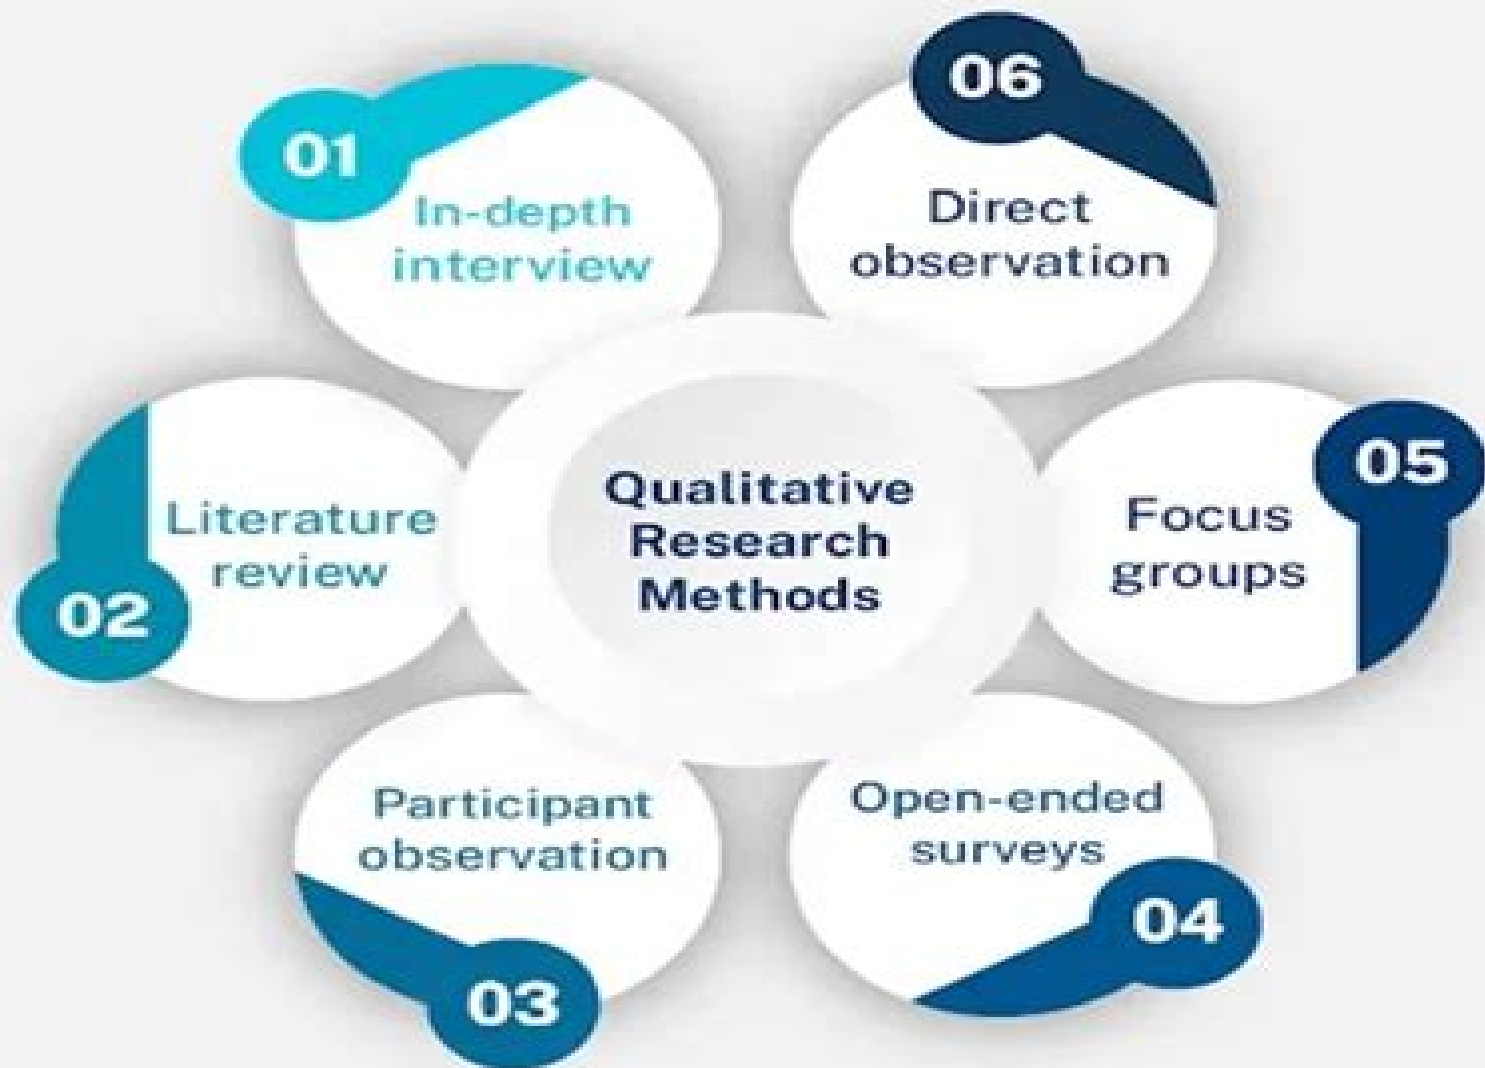 01
In-depth
interview
02
Literature
review
03
Participant
observation
04
Open-ended
surveys
05
Focus
groups
06
Direct
observation
Qualitative
Research
Methods